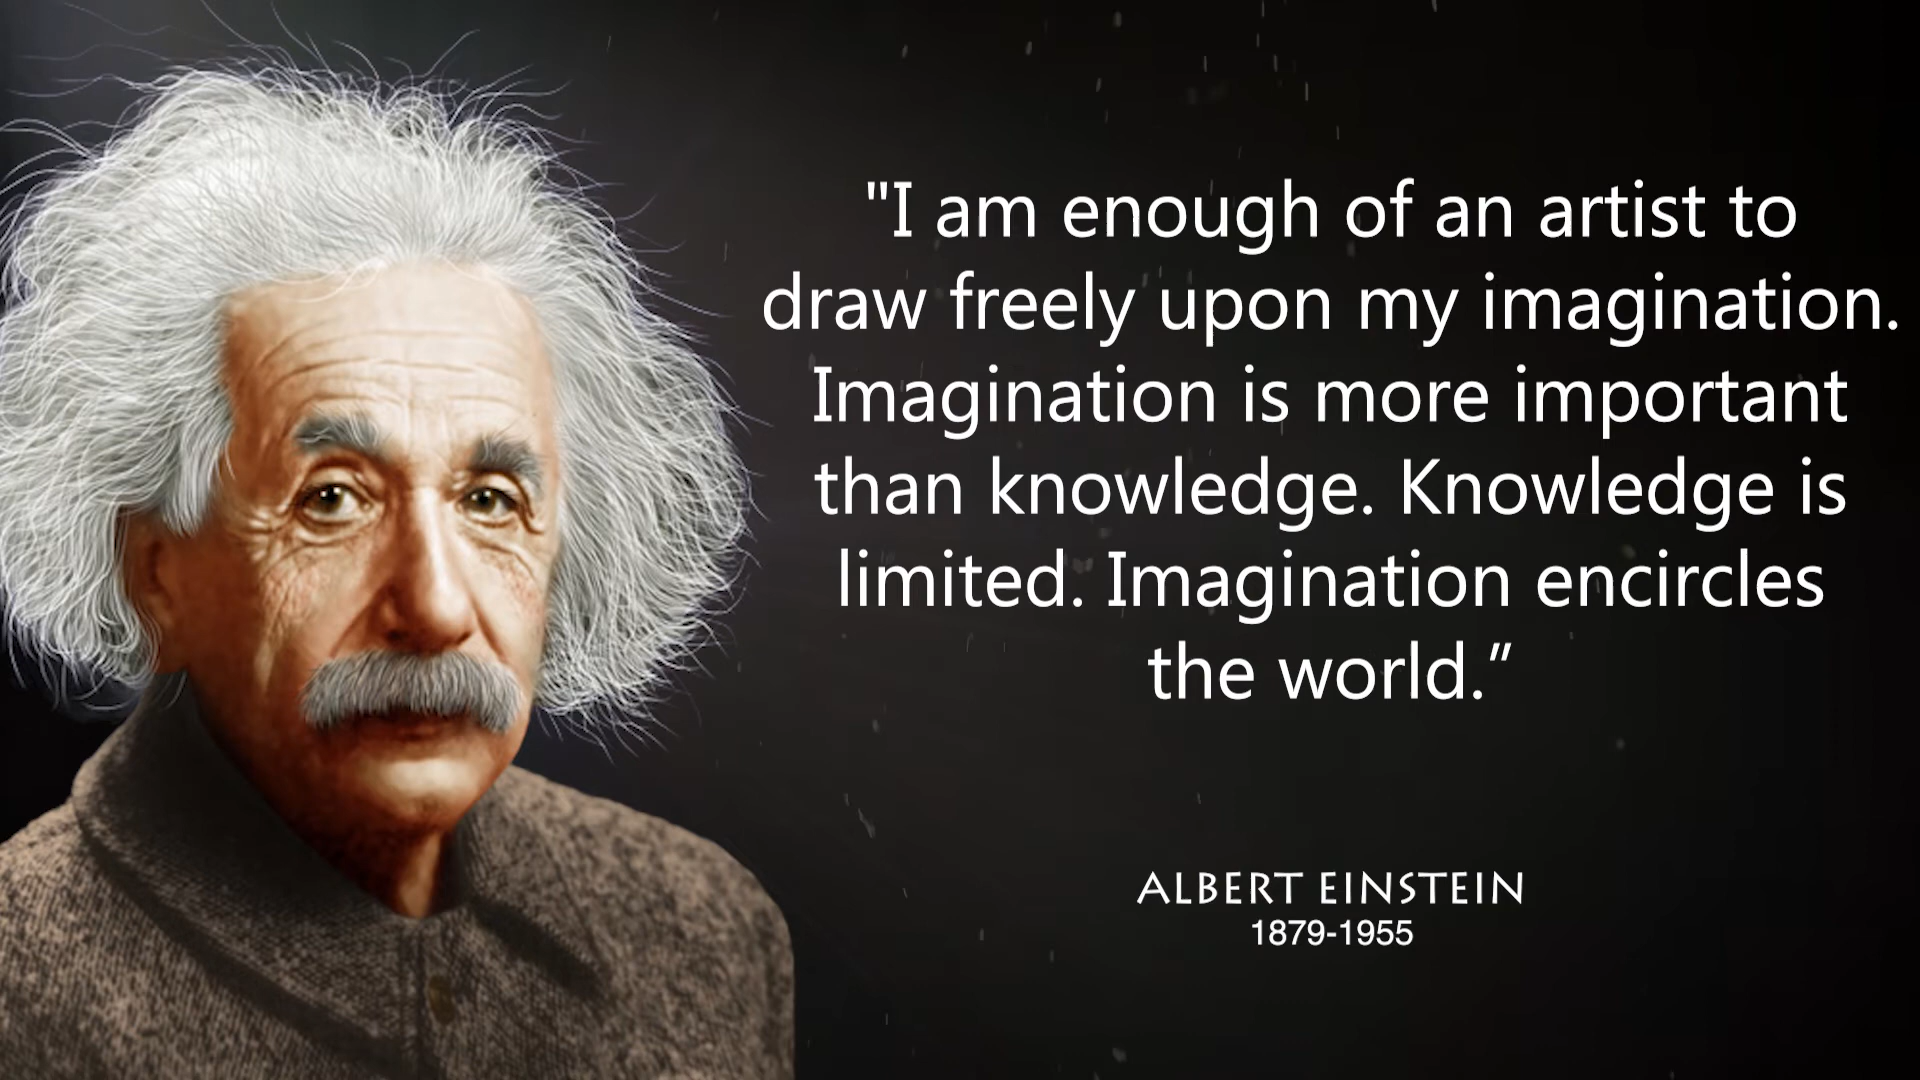 "I am enough of an artist to
draw freely upon my imagination.
Imagination is more important
than knowledge. Knowledge is
limited. Imagination encircles
the world.”
ALBERT EINSTEIN
1879-1955